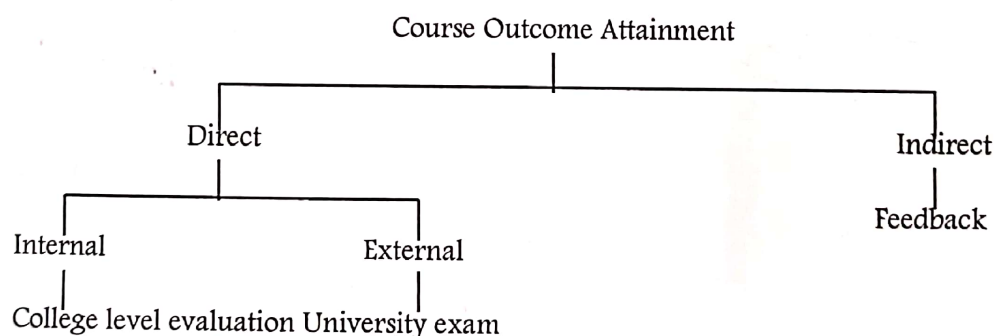 Course Outcome Attainment
Direct
Indirect
Feedback
Internal
External
College level evaluation University exam